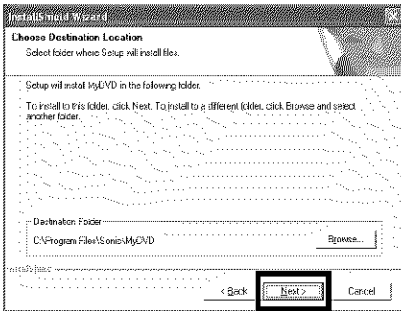 InstallShield Wizard
Choose Destination Location
Select folder where Setup will install files.
Setup will install MyDVD in the following folder.
To install to this folder, click Next. To install to a different folder, click Browse and select
another folder.
Destination Folder
C:\Program Files\Sonic\MyDVD
Browse...
InstallShield
< Back
Next >
Cancel